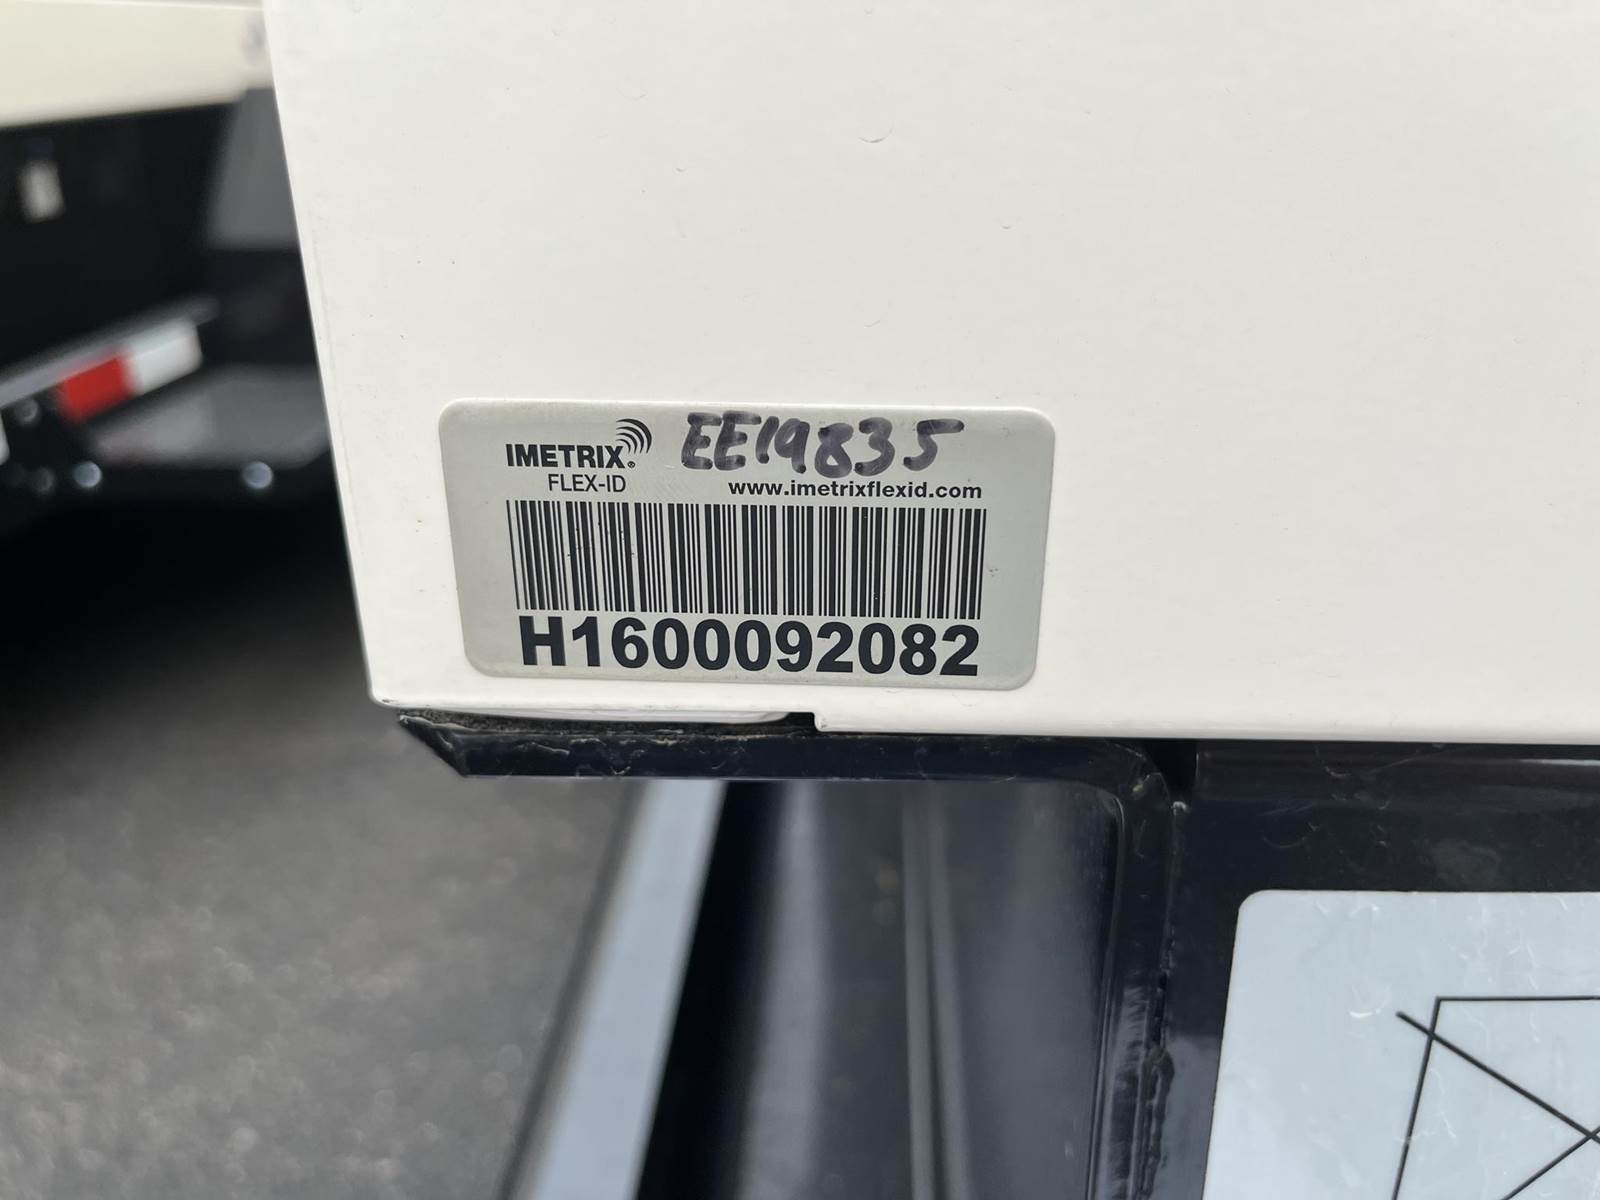 IMETRIX® EE19835
FLEX-ID www.imetrixflexid.com
H1600092082